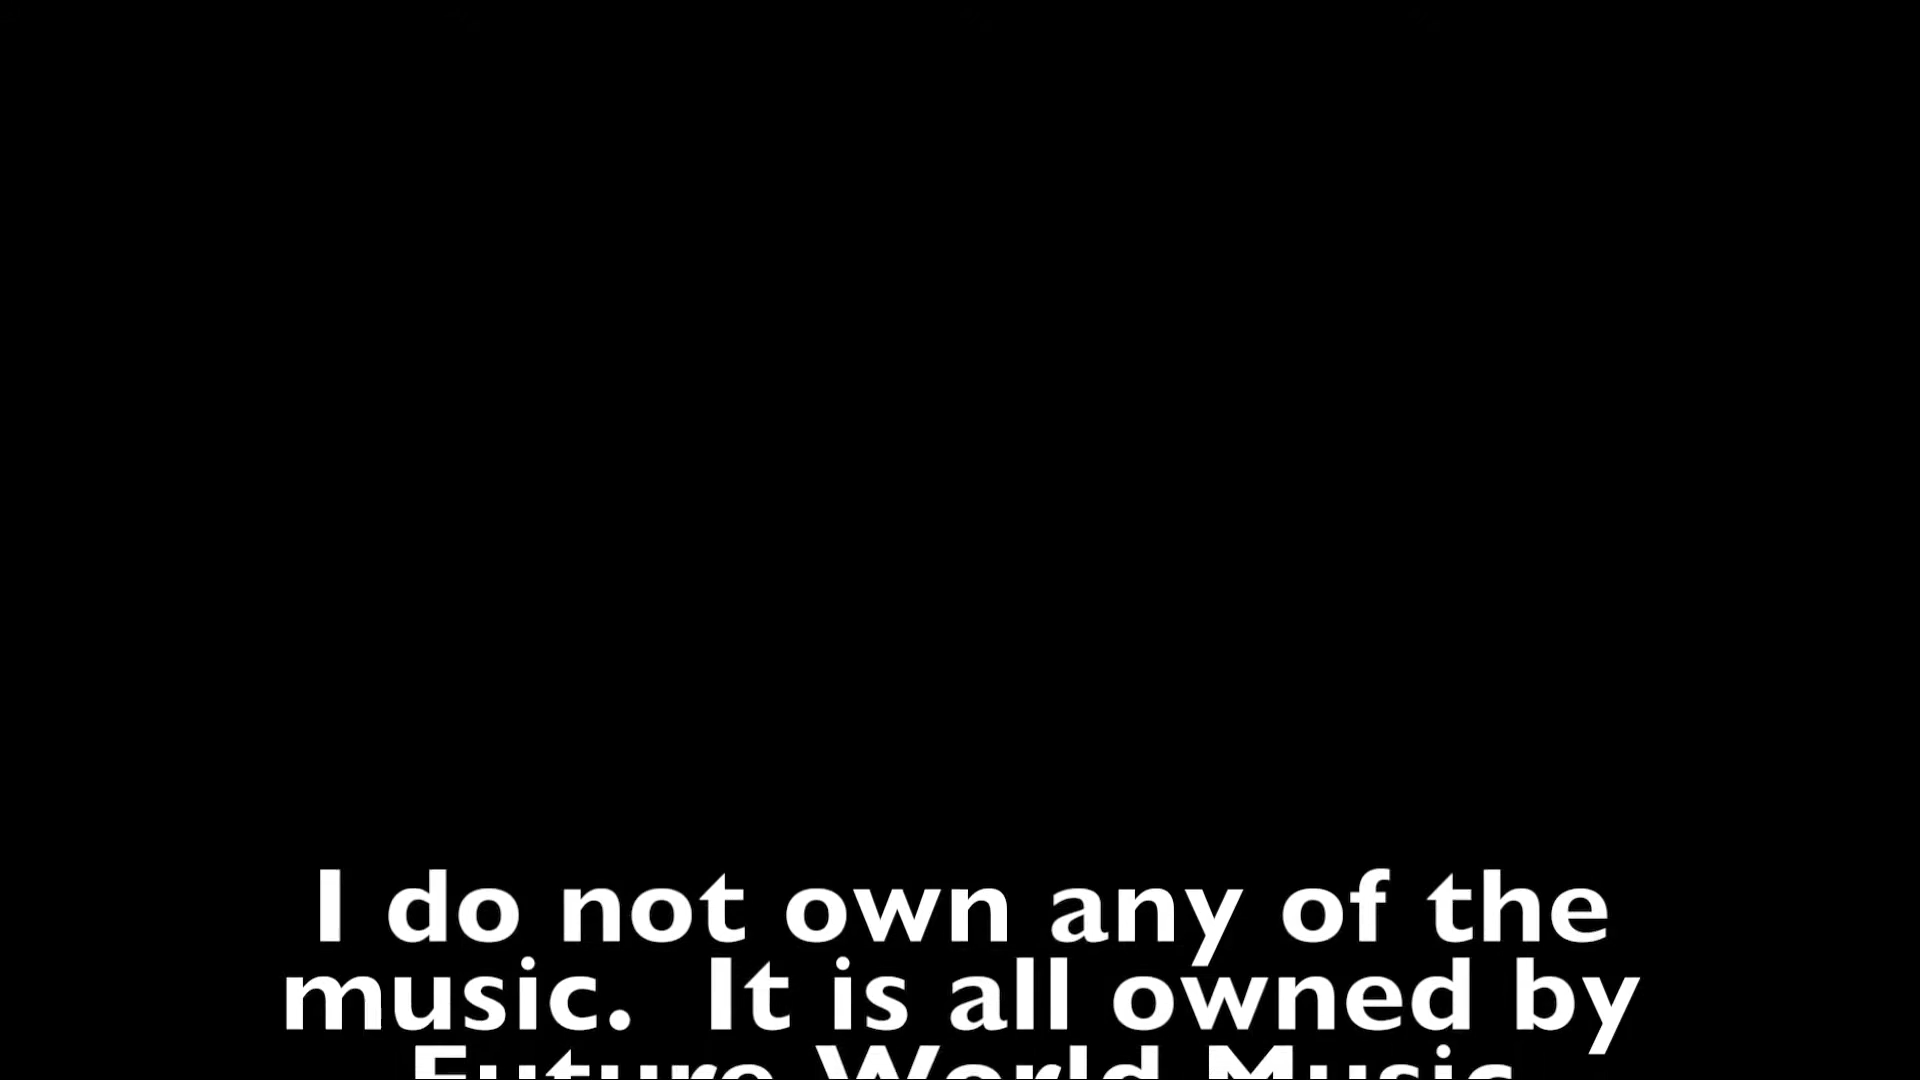 I do not own any of the
music.  It is all owned by
Future World Music